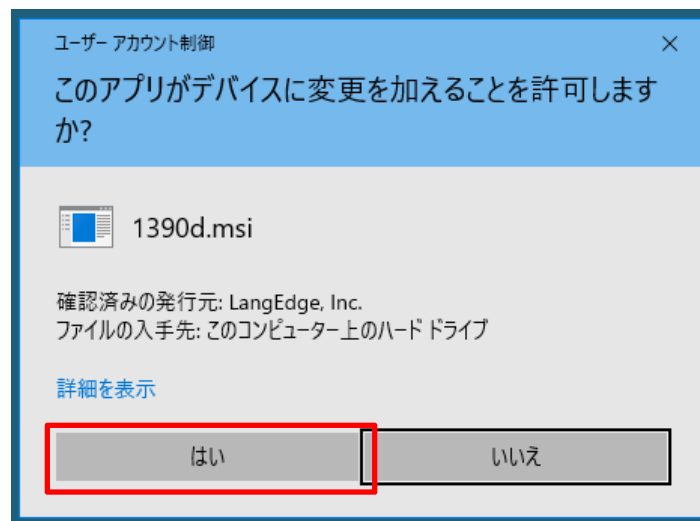 ユーザー アカウント制御
このアプリがデバイスに変更を加えることを許可します
か?
1390d.msi
確認済みの発行元: LangEdge, Inc.
ファイルの入手先: このコンピューター上のハード ドライブ
詳細を表示
はい
いいえ